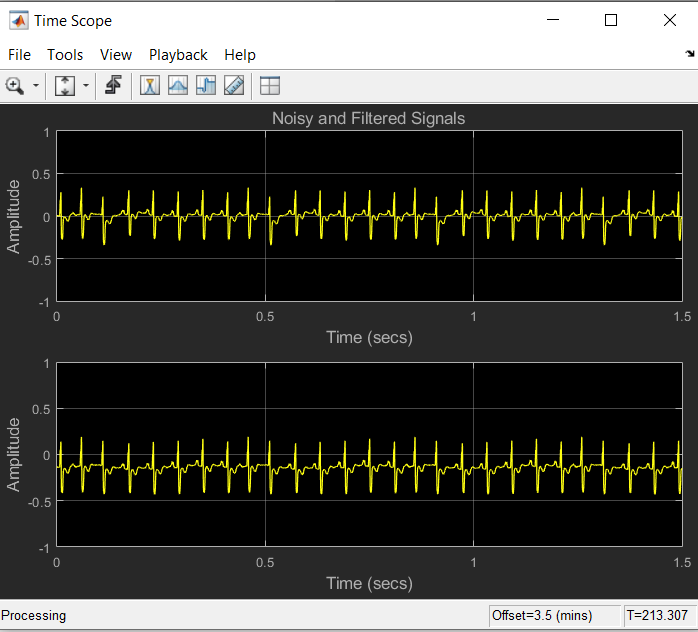 Time Scope
File Tools View Playback Help
Noisy and Filtered Signals
Amplitude
1
0.5
0
-0.5
-1
0 0.5 1 1.5
Time (secs)
Amplitude
1
0.5
0
-0.5
-1
0 0.5 1 1.5
Time (secs)
Processing Offset=3.5 (mins) T=213.307